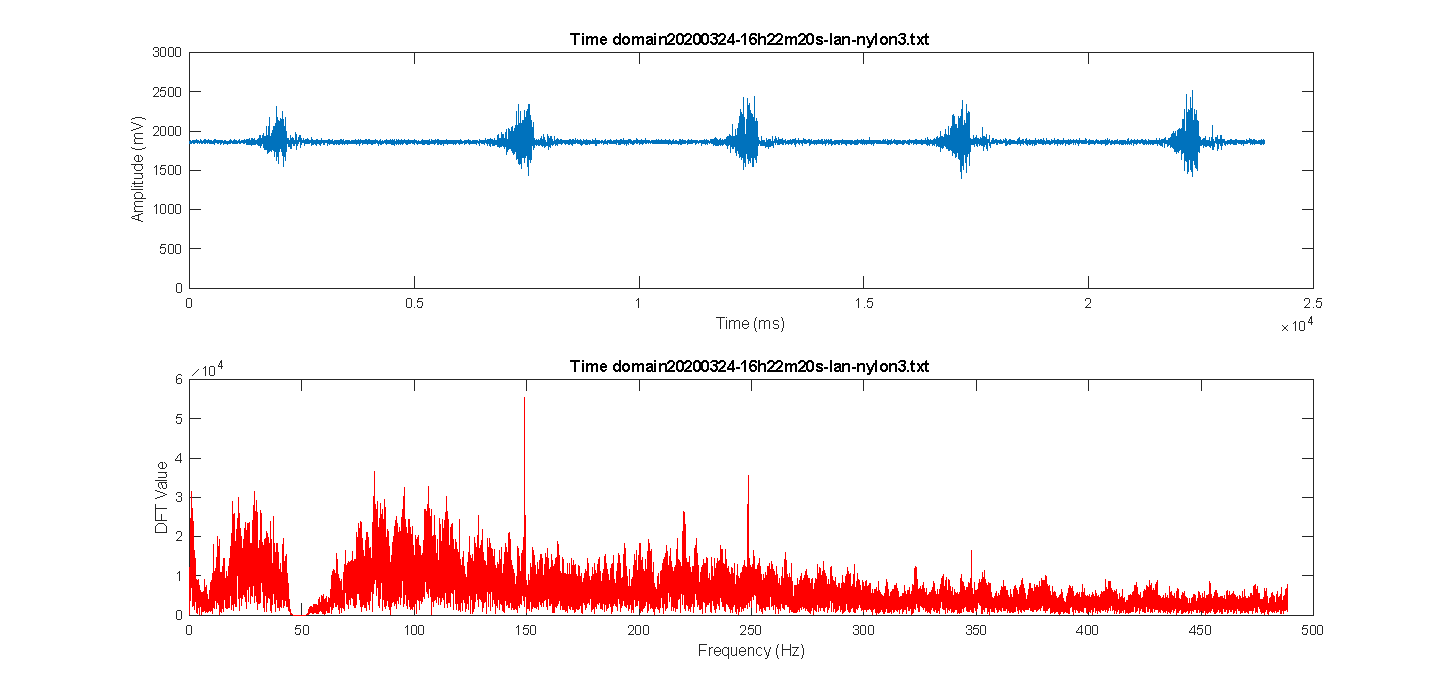 Time domain20200324-16h22m20s-lan-nylon3.txt
3000
2500
2000
1500
1000
500
0
Amplitude (mV)
0 0.5 1 1.5 2 2.5
Time (ms)
×10^4
Time domain20200324-16h22m20s-lan-nylon3.txt
×10^4
6
5
4
3
2
1
0
DFT Value
0 50 100 150 200 250 300 350 400 450 500
Frequency (Hz)